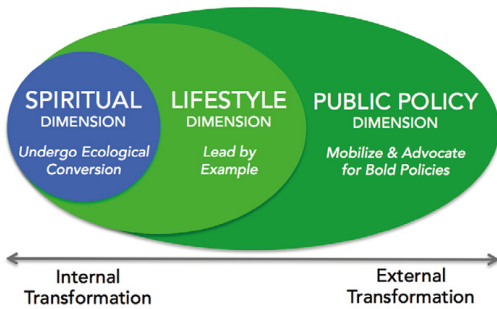 SPIRITUAL
DIMENSION
Undergo Ecological
Conversion
LIFESTYLE
DIMENSION
Lead by
Example
PUBLIC POLICY
DIMENSION
Mobilize & Advocate
for Bold Policies
Internal
Transformation
External
Transformation